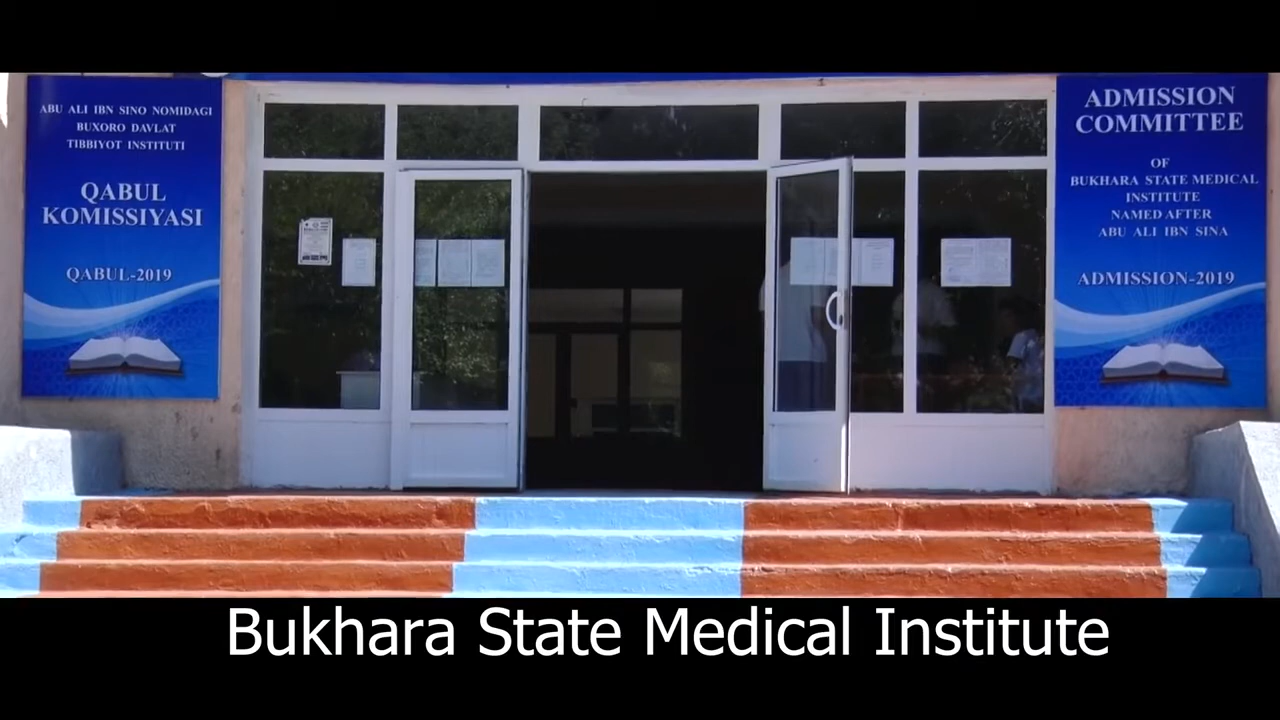 ABU ALI IBN SINO NOMIDAGI
BUXORO DAVLAT
TIBBIYOT INSTITUTI
QABUL
KOMISSIYASI
QABUL-2019
ADMISSION
COMMITTEE
OF
BUKHARA STATE MEDICAL
INSTITUTE
NAMED AFTER
ABU ALI IBN SINA
ADMISSION-2019
Bukhara State Medical Institute